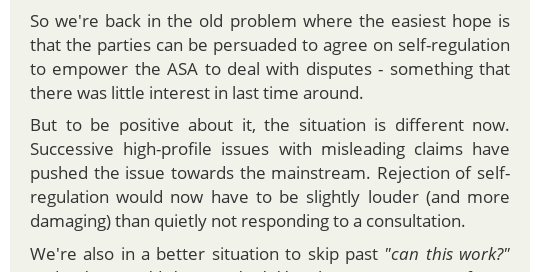 So we're back in the old problem where the easiest hope is
that the parties can be persuaded to agree on self-regulation
to empower the ASA to deal with disputes - something that
there was little interest in last time around.
But to be positive about it, the situation is different now.
Successive high-profile issues with misleading claims have
pushed the issue towards the mainstream. Rejection of self-
regulation would now have to be slightly louder (and more
damaging) than quietly not responding to a consultation.
We're also in a better situation to skip past "can this work?"